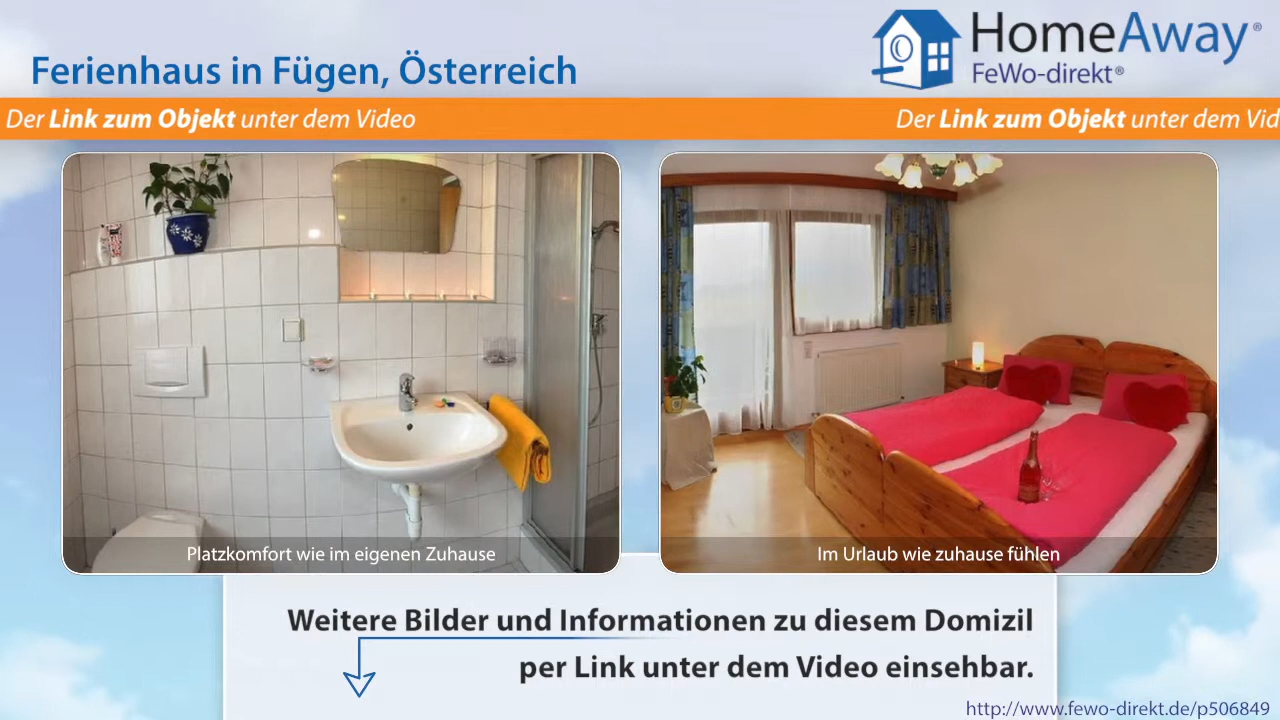 HomeAway®
FeWo-direkt®
Ferienhaus in Fügen, Österreich
Der Link zum Objekt unter dem Video
Der Link zum Objekt unter dem Vid
Platzkomfort wie im eigenen Zuhause
Im Urlaub wie zuhause fühlen
Weitere Bilder und Informationen zu diesem Domizil
per Link unter dem Video einsehbar.
http://www.fewo-direkt.de/p506849